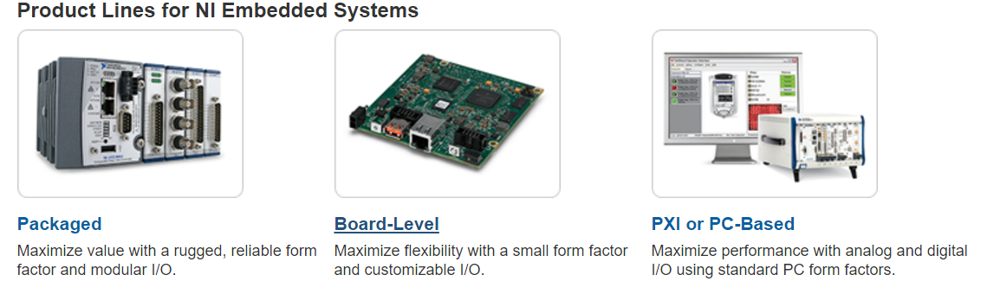 Product Lines for NI Embedded Systems
Packaged
Maximize value with a rugged, reliable form
factor and modular I/O.
Board-Level
Maximize flexibility with a small form factor
and customizable I/O.
PXI or PC-Based
Maximize performance with analog and digital
I/O using standard PC form factors.